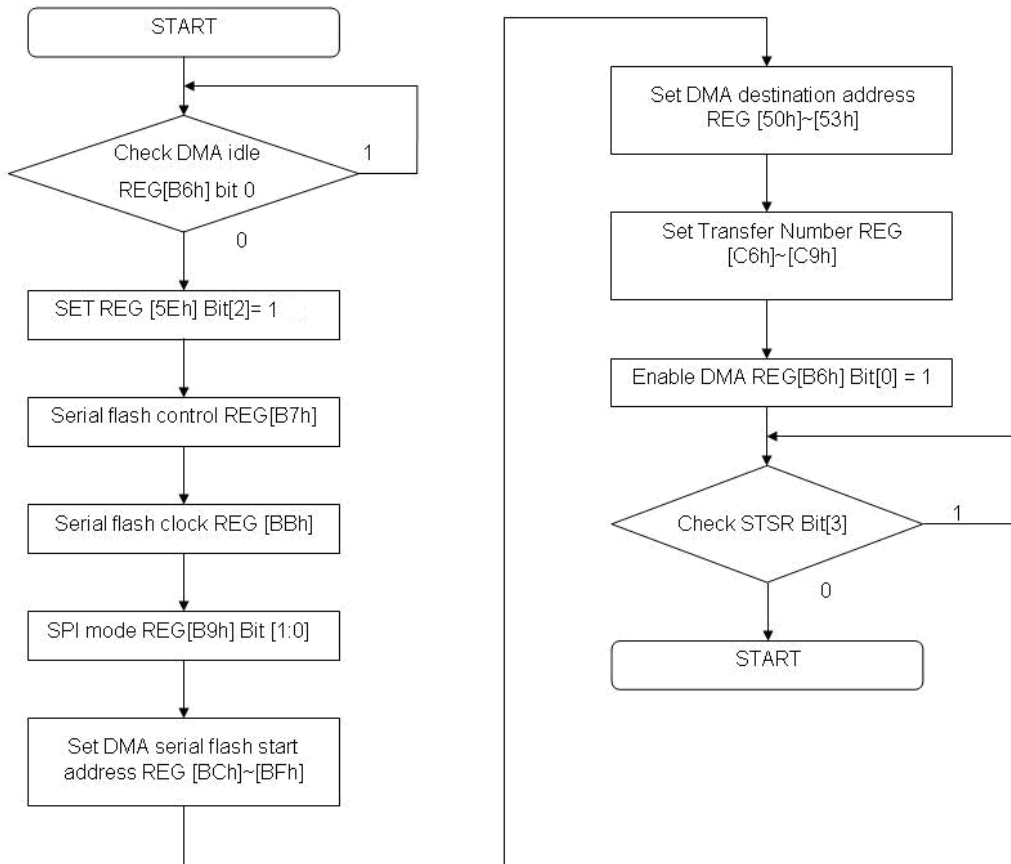 START
Check DMA idle
1
REG[B6h] bit 0
0
SET REG [5Eh] Bit[2]= 1
Serial flash control REG[B7h]
Serial flash clock REG [BBh]
SPI mode REG[B9h] Bit [1:0]
Set DMA serial flash start
address REG [BCh]~[BFh]
Set DMA destination address
REG [50h]~[53h]
Set Transfer Number REG
[C6h]~[C9h]
Enable DMA REG[B6h] Bit[0] = 1
Check STSR Bit[3]
1
0
START